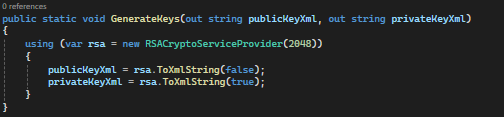 0 references
public static void GenerateKeys(out string publicKeyXml, out string privateKeyXml)
{
using (var rsa = new RSACryptoServiceProvider(2048))
{
publicKeyXml = rsa.ToXmlString(false);
privateKeyXml = rsa.ToXmlString(true);
}
}